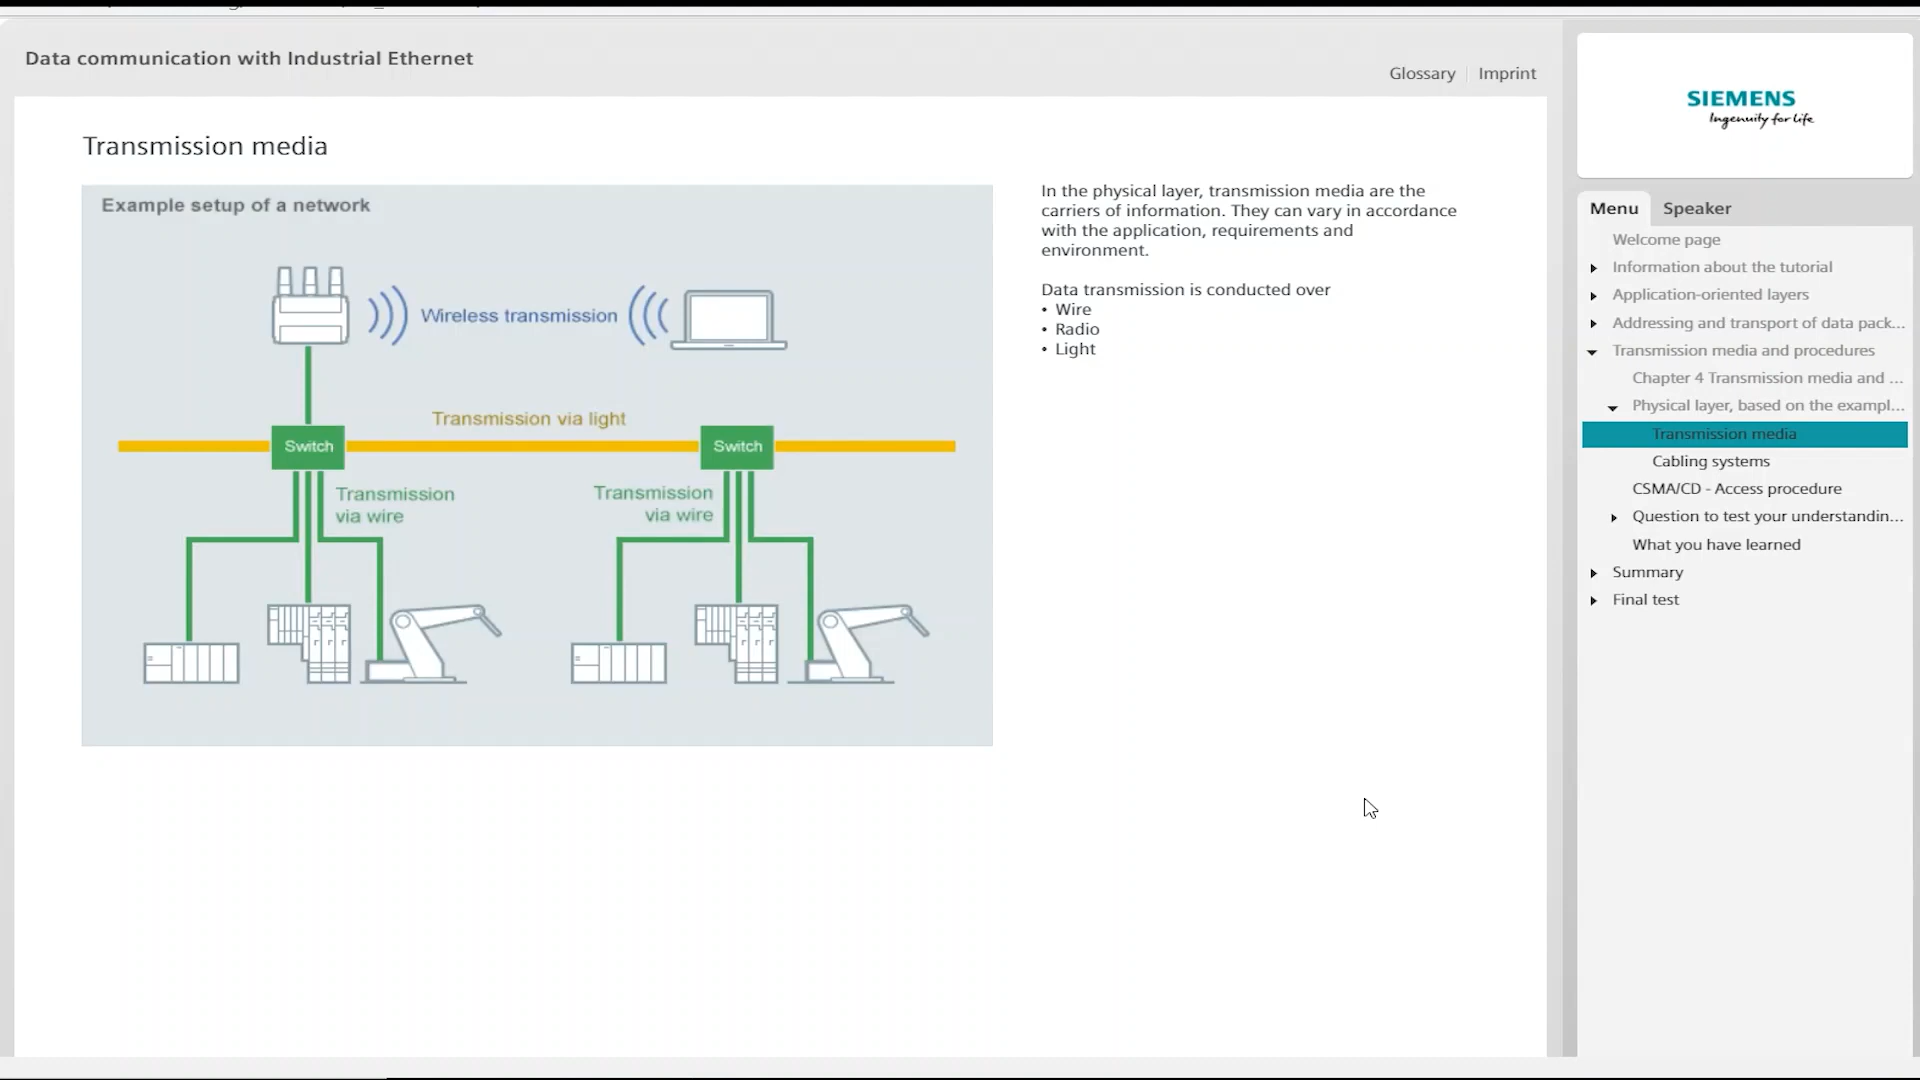 Data communication with Industrial Ethernet
Glossary
Imprint
Transmission media
Example setup of a network
Wireless transmission
Transmission via light
Switch
Switch
Transmission
via wire
Transmission
via wire
In the physical layer, transmission media are the
carriers of information. They can vary in accordance
with the application, requirements and
environment.
Data transmission is conducted over
• Wire
• Radio
• Light
SIEMENS
Ingenuity for life
Menu
Speaker
Welcome page
Information about the tutorial
Application-oriented layers
Addressing and transport of data pack...
Transmission media and procedures
Chapter 4 Transmission media and ...
Physical layer, based on the exampl...
Transmission media
Cabling systems
CSMA/CD - Access procedure
Question to test your understandin...
What you have learned
Summary
Final test